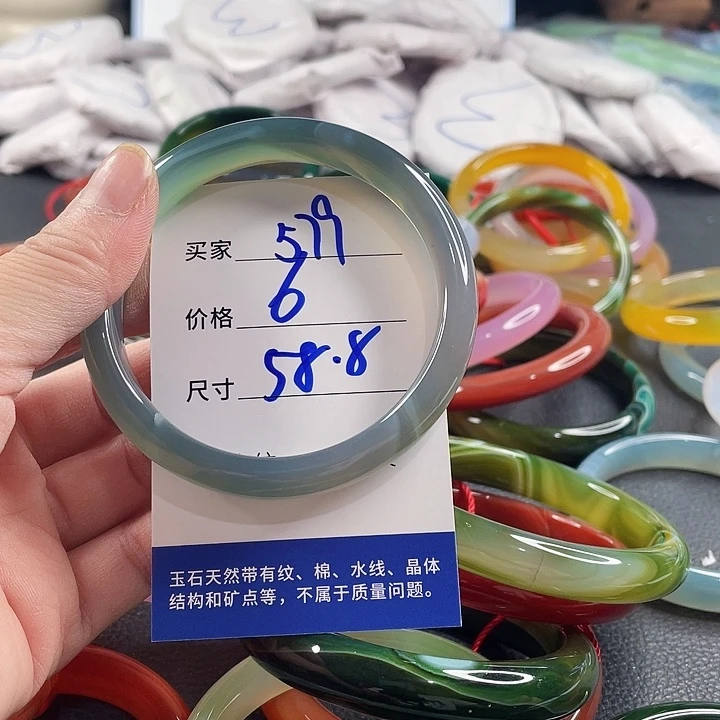 买家 579
价格 6
尺寸 58.8
玉石天然带有纹、棉、水线、晶体
结构和矿点等，不属于质量问题。